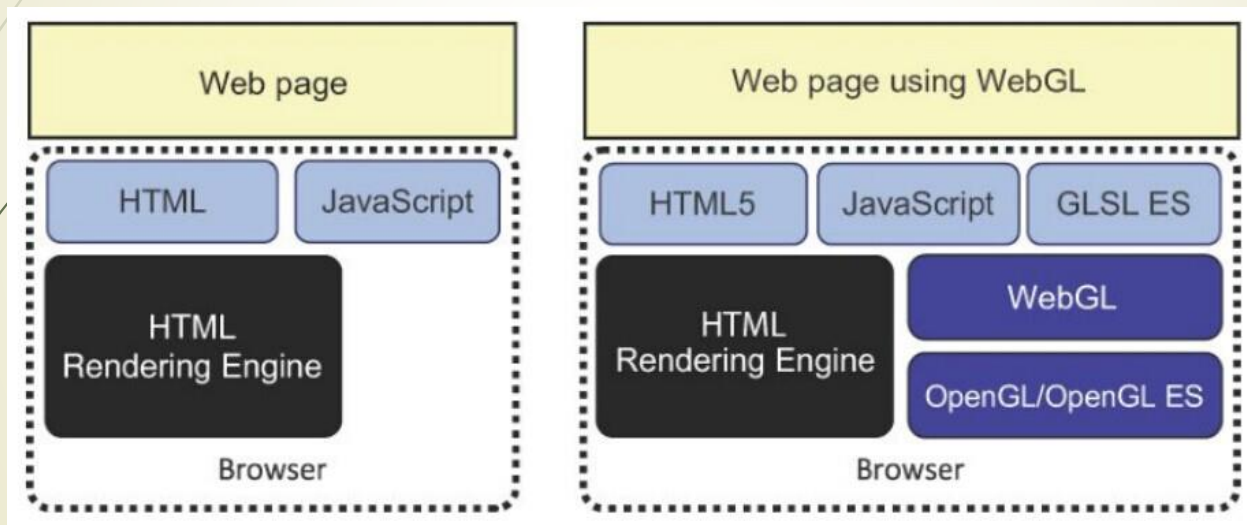 Web page
HTML
JavaScript
HTML
Rendering Engine
Browser
Web page using WebGL
HTML5
JavaScript
GLSL ES
HTML
Rendering Engine
WebGL
OpenGL/OpenGL ES
Browser